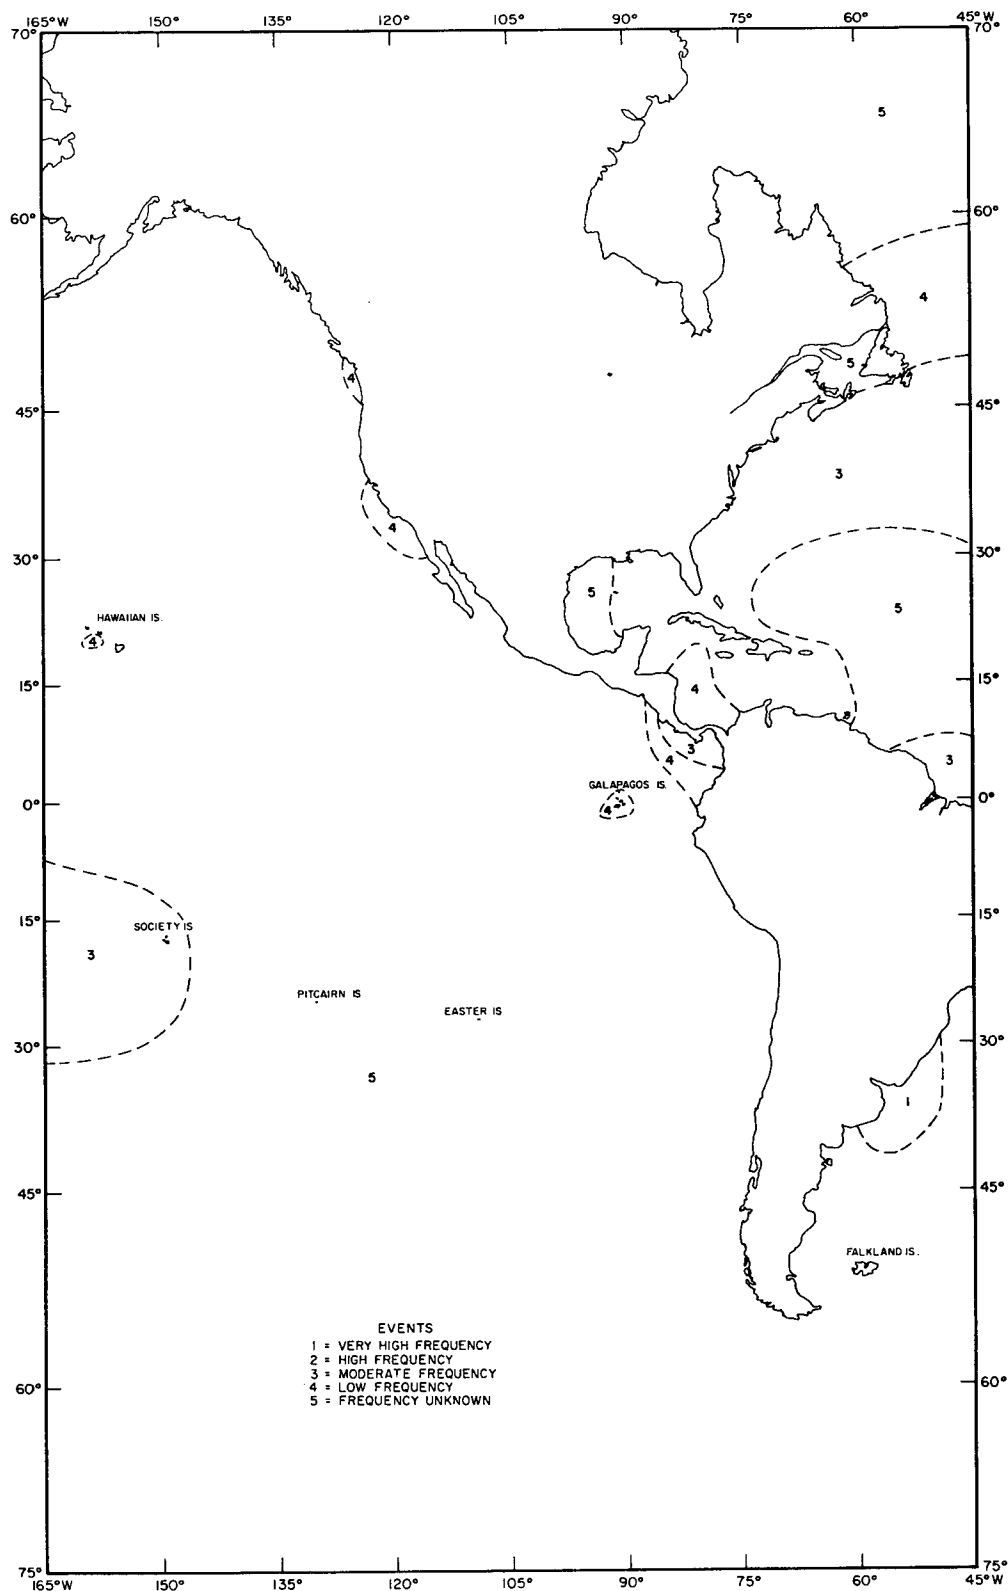 165°W 150° 135° 120° 105° 90° 75° 60° 45°W
70° 70°
5
60° 60°
4
5
4
45° 45°
3
4
30° 30°
5
5
HAWAIIAN IS.
4
15° 15°
4
3
3
4
3
GALAPAGOS IS.
0° 0°
4
15° 15°
SOCIETY IS
3
PITCAIRN IS
EASTER IS
30° 30°
5
1
45° 45°
FALKLAND IS.
EVENTS
1 = VERY HIGH FREQUENCY
2 = HIGH FREQUENCY
3 = MODERATE FREQUENCY
4 = LOW FREQUENCY
5 = FREQUENCY UNKNOWN
60° 60°
75° 75°
165°W 150° 135° 120° 105° 90° 75° 60° 45°W